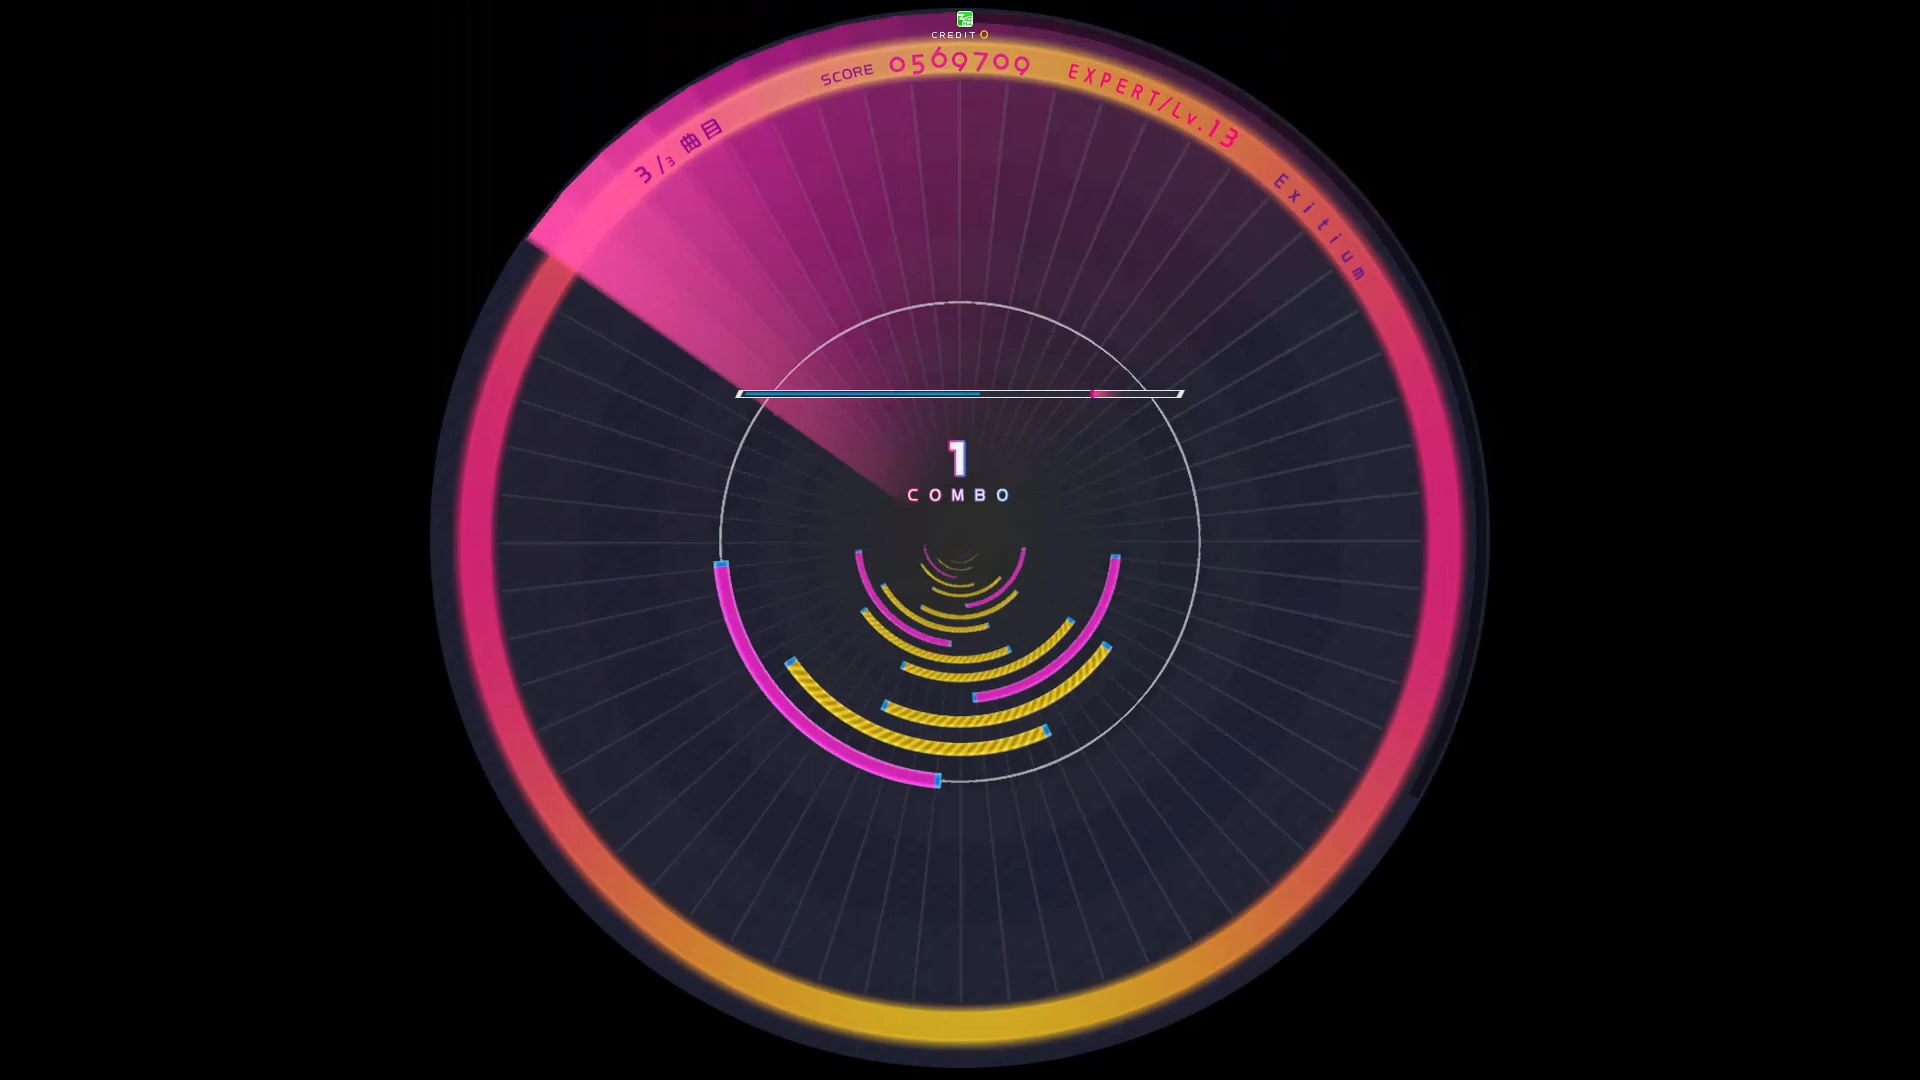 CREDIT 0
3/3 曲目
SCORE 0569709
EXPERT/Lv.13
Exitium
1
COMBO